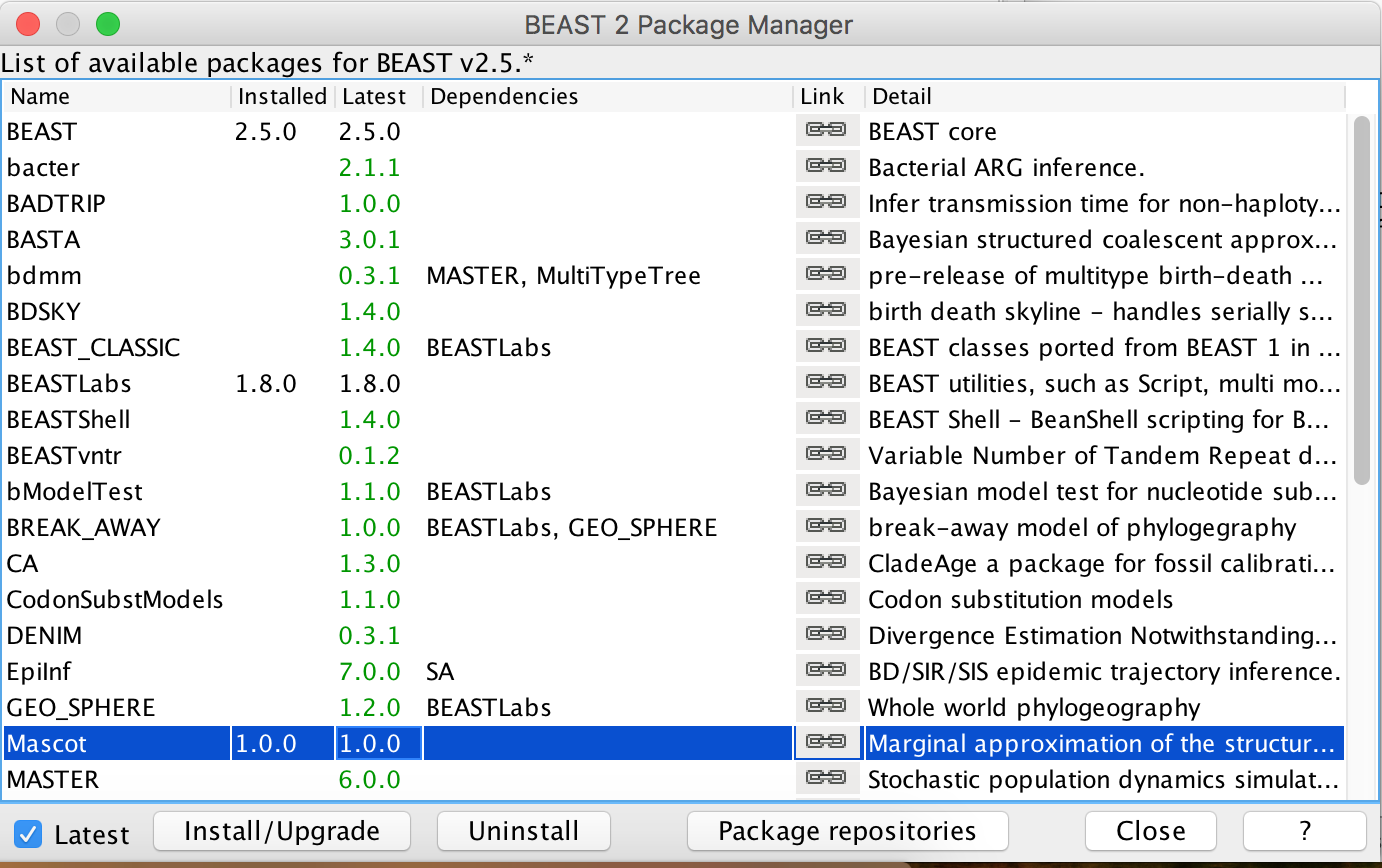 BEAST 2 Package Manager
List of available packages for BEAST v2.5.*
Name Installed Latest Dependencies Link Detail
BEAST 2.5.0 2.5.0 BEAST core
bacter 2.1.1 Bacterial ARG inference.
BADTRIP 1.0.0 Infer transmission time for non-haploty...
BASTA 3.0.1 Bayesian structured coalescent approx...
bdmm 0.3.1 MASTER, MultiTypeTree pre-release of multitype birth-death ...
BDSKY 1.4.0 birth death skyline - handles serially s...
BEAST_CLASSIC 1.4.0 BEASTLabs BEAST classes ported from BEAST 1 in ...
BEASTLabs 1.8.0 1.8.0 BEAST utilities, such as Script, multi mo...
BEASTShell 1.4.0 BEAST Shell - BeanShell scripting for B...
BEASTvntr 0.1.2 Variable Number of Tandem Repeat d...
bModelTest 1.1.0 BEASTLabs Bayesian model test for nucleotide sub...
BREAK_AWAY 1.0.0 BEASTLabs, GEO_SPHERE break-away model of phylogegraphy
CA 1.3.0 CladeAge a package for fossil calibrati...
CodonSubstModels 1.1.0 Codon substitution models
DENIM 0.3.1 Divergence Estimation Notwithstanding...
EpiInf 7.0.0 SA BD/SIR/SIS epidemic trajectory inference.
GEO_SPHERE 1.2.0 BEASTLabs Whole world phylogeography
Mascot 1.0.0 1.0.0 Marginal approximation of the structur...
MASTER 6.0.0 Stochastic population dynamics simulat...
Latest Install/Upgrade Uninstall Package repositories Close ?